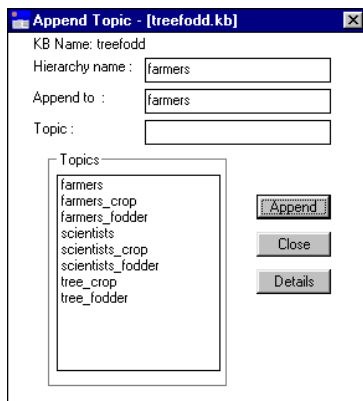 Append Topic - [treefodd.kb]
KB Name: treefodd
Hierarchy name : farmers
Append to : farmers
Topic :
Topics
farmers
farmers_crop
farmers_fodder
scientists
scientists_crop
scientists_fodder
tree_crop
tree_fodder
Append
Close
Details